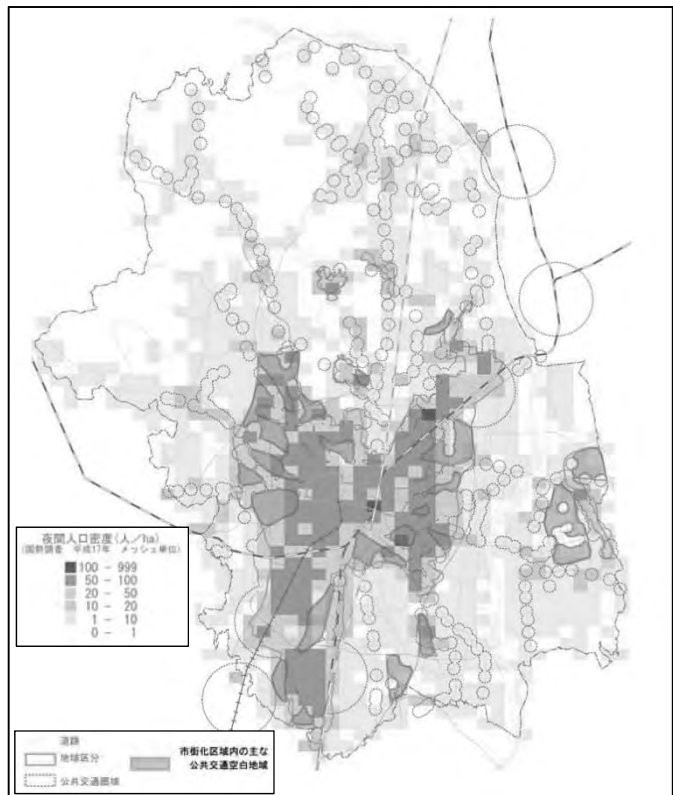 夜間人口密度(人/ha)
(国勢調査 平成17年 メッシュ単位)
100 - 999
50 - 100
20 - 50
10 - 20
1 - 10
0 - 1
道路
地域区分
公共交通圏域
市街化区域内の主な
公共交通空白地域